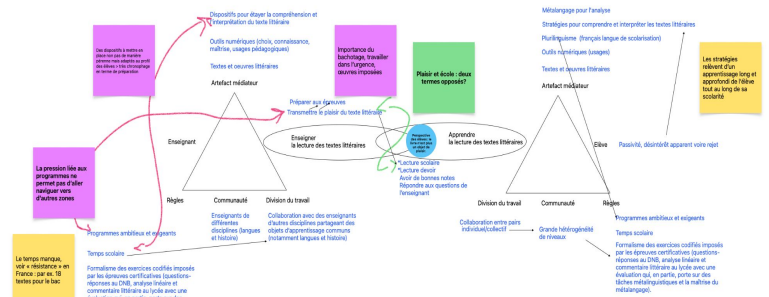 Dispositifs pour étayer la compréhension et
interprétation du texte littéraire
Outils numériques (choix, connaissance,
maîtrise, usages pédagogiques)
Textes et oeuvres littéraires
Artefact médiateur
Des dispositifs à mettre en
place non pas de manière
pérenne mais adaptés au profil
des élèves = très chronophage
en terme de préparation
Importance du
bachotage, travailler
dans l'urgence,
œuvres imposées
Plaisir et école : deux
termes opposés?
Métalangage pour l'analyse
Stratégies pour comprendre et interpréter les textes littéraires
Plurilinguisme (français langue de scolarisation)
Outils numériques (usages)
Textes et oeuvres littéraires
Artefact médiateur
Les stratégies
relèvent d'un
apprentissage long et
approfondi de l'élève
tout au long de sa
scolarité
Préparer aux épreuves
Transmettre le plaisir du texte littéraire
Enseignant
Enseigner
la lecture des textes littéraires
Apprendre
la lecture des textes littéraires
Elève
Passivité, désintérêt apparent voire rejet
*Lecture scolaire
*Lecture devoir
Avoir de bonnes notes
Répondre aux questions de
l'enseignant
La pression liés aux
programmes ne
permet pas d'aller
naviguer vers
d'autres zones
Règles
Communauté
Division du travail
Division du travail
Communauté
Règles
Programmes ambitieux et exigeants
Temps scolaire
Formalisme des exercices codifiés imposés
par les épreuves certificatives (questions-
réponses au DNB, analyse linéaire et
commentaire littéraire au lycée avec une
Enseignants de
différentes
disciplines (langues
et histoire)
Collaboration avec des enseignants
d'autres disciplines partageant des
objets d'apprentissage communs
(notamment langues et histoire)
Collaboration entre pairs
individuel/collectif
Grande hétérogénéité
de niveaux
Programmes ambitieux et exigeants
Temps scolaire
Formalisme des exercices codifiés imposés
par les épreuves certificatives (questions-
réponses au DNB, analyse linéaire et
commentaire littéraire au lycée avec une
évaluation qui, en partie, porte sur des
tâches métalinguistiques et la maîtrise du
métalangage).
Le temps manque,
voir « résistance » en
France : par ex. 18
textes pour le bac